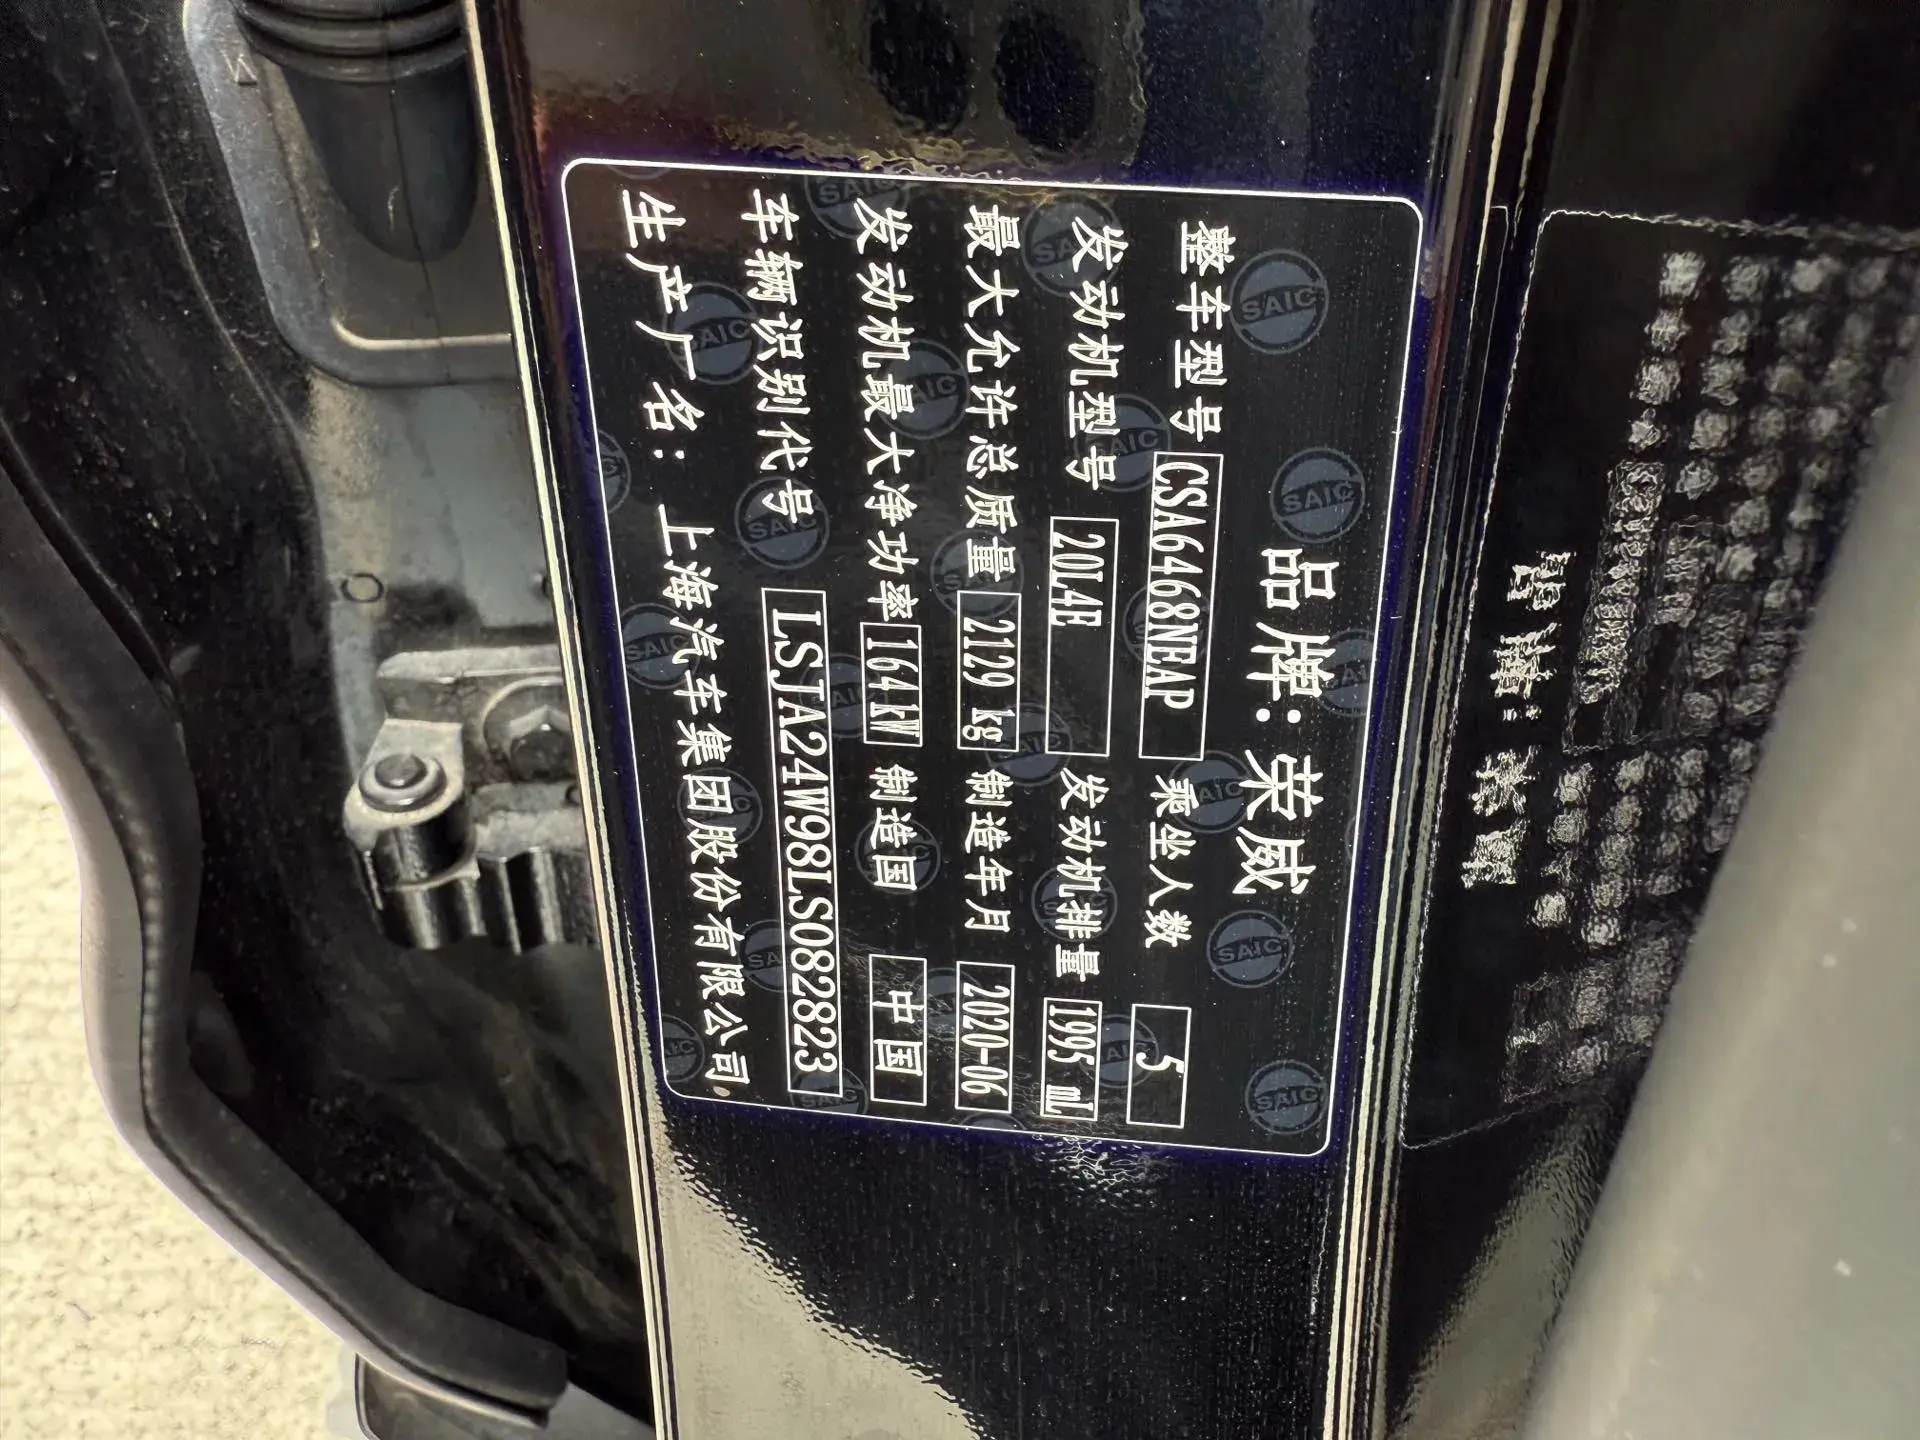 品牌: 荣威
整车型号 CSA6468NEAP 乘坐人数 5
发动机型号 20L4E 发动机排量 1995 mL
最大允许总质量 2129 kg 制造年月 2020-06
发动机最大净功率 164kW 制造国 中国
车辆识别代号 LSJA24W98LS082823
生产厂名: 上海汽车集团股份有限公司